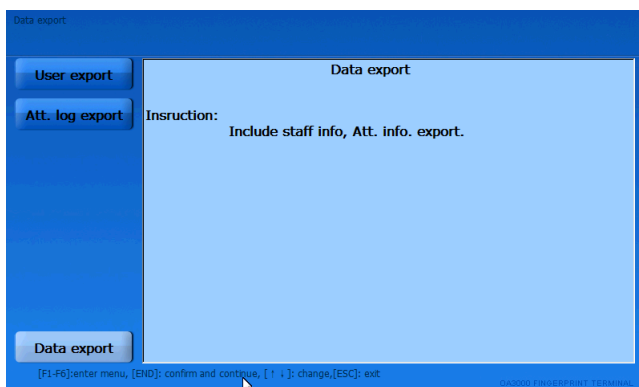 Data export
User export
Data export
Att. log export
Insruction:
Include staff info, Att. info. export.
Data export
[F1-F6]:enter menu, [END]: confirm and continue, [ ↑ ↓ ]: change,[ESC]: exit
OA3000 FINGERPRINT TERMINAL